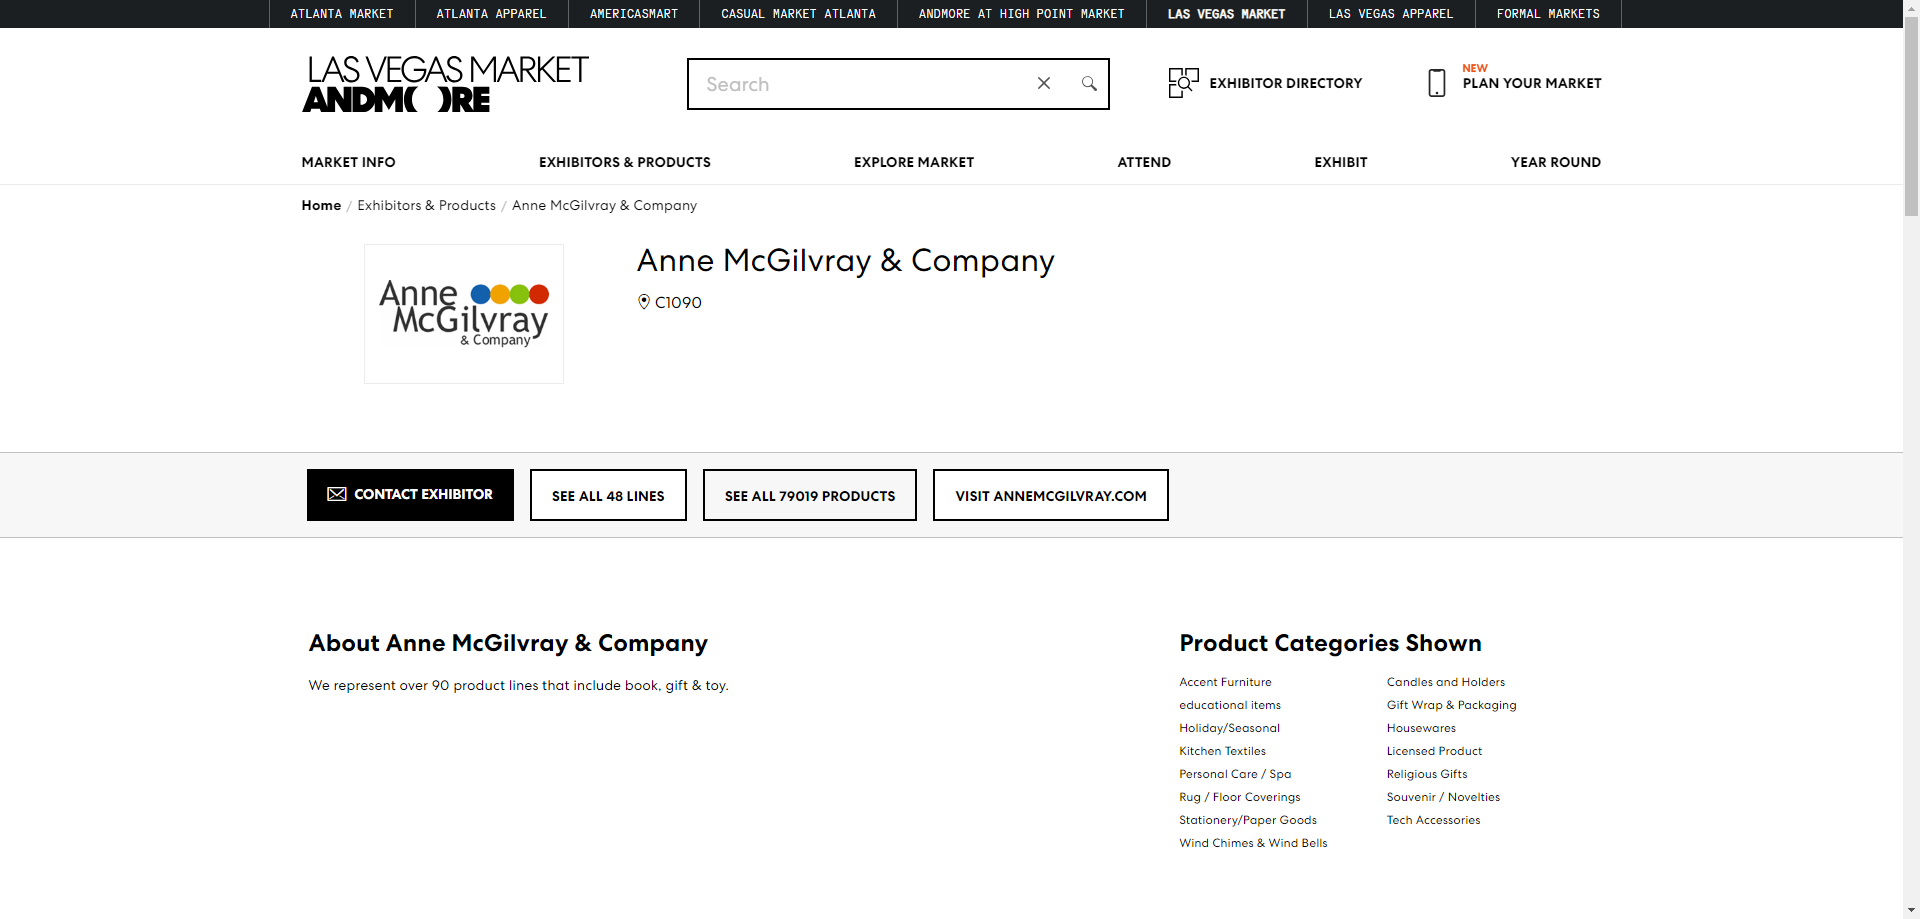 ATLANTA MARKET
ATLANTA APPAREL
AMERICASMART
CASUAL MARKET ATLANTA
ANDMORE AT HIGH POINT MARKET
LAS VEGAS MARKET
LAS VEGAS APPAREL
FORMAL MARKETS
LAS VEGAS MARKET
ANDMORE
Search
EXHIBITOR DIRECTORY
NEW
PLAN YOUR MARKET
MARKET INFO
EXHIBITORS & PRODUCTS
EXPLORE MARKET
ATTEND
EXHIBIT
YEAR ROUND
Home / Exhibitors & Products / Anne McGilvray & Company
Anne
McGilvray
& Company
Anne McGilvray & Company
C1090
CONTACT EXHIBITOR
SEE ALL 48 LINES
SEE ALL 79019 PRODUCTS
VISIT ANNEMCGILVRAY.COM
About Anne McGilvray & Company
We represent over 90 product lines that include book, gift & toy.
Product Categories Shown
Accent Furniture
Candles and Holders
educational items
Gift Wrap & Packaging
Holiday/Seasonal
Housewares
Kitchen Textiles
Licensed Product
Personal Care / Spa
Religious Gifts
Rug / Floor Coverings
Souvenir / Novelties
Stationery/Paper Goods
Tech Accessories
Wind Chimes & Wind Bells